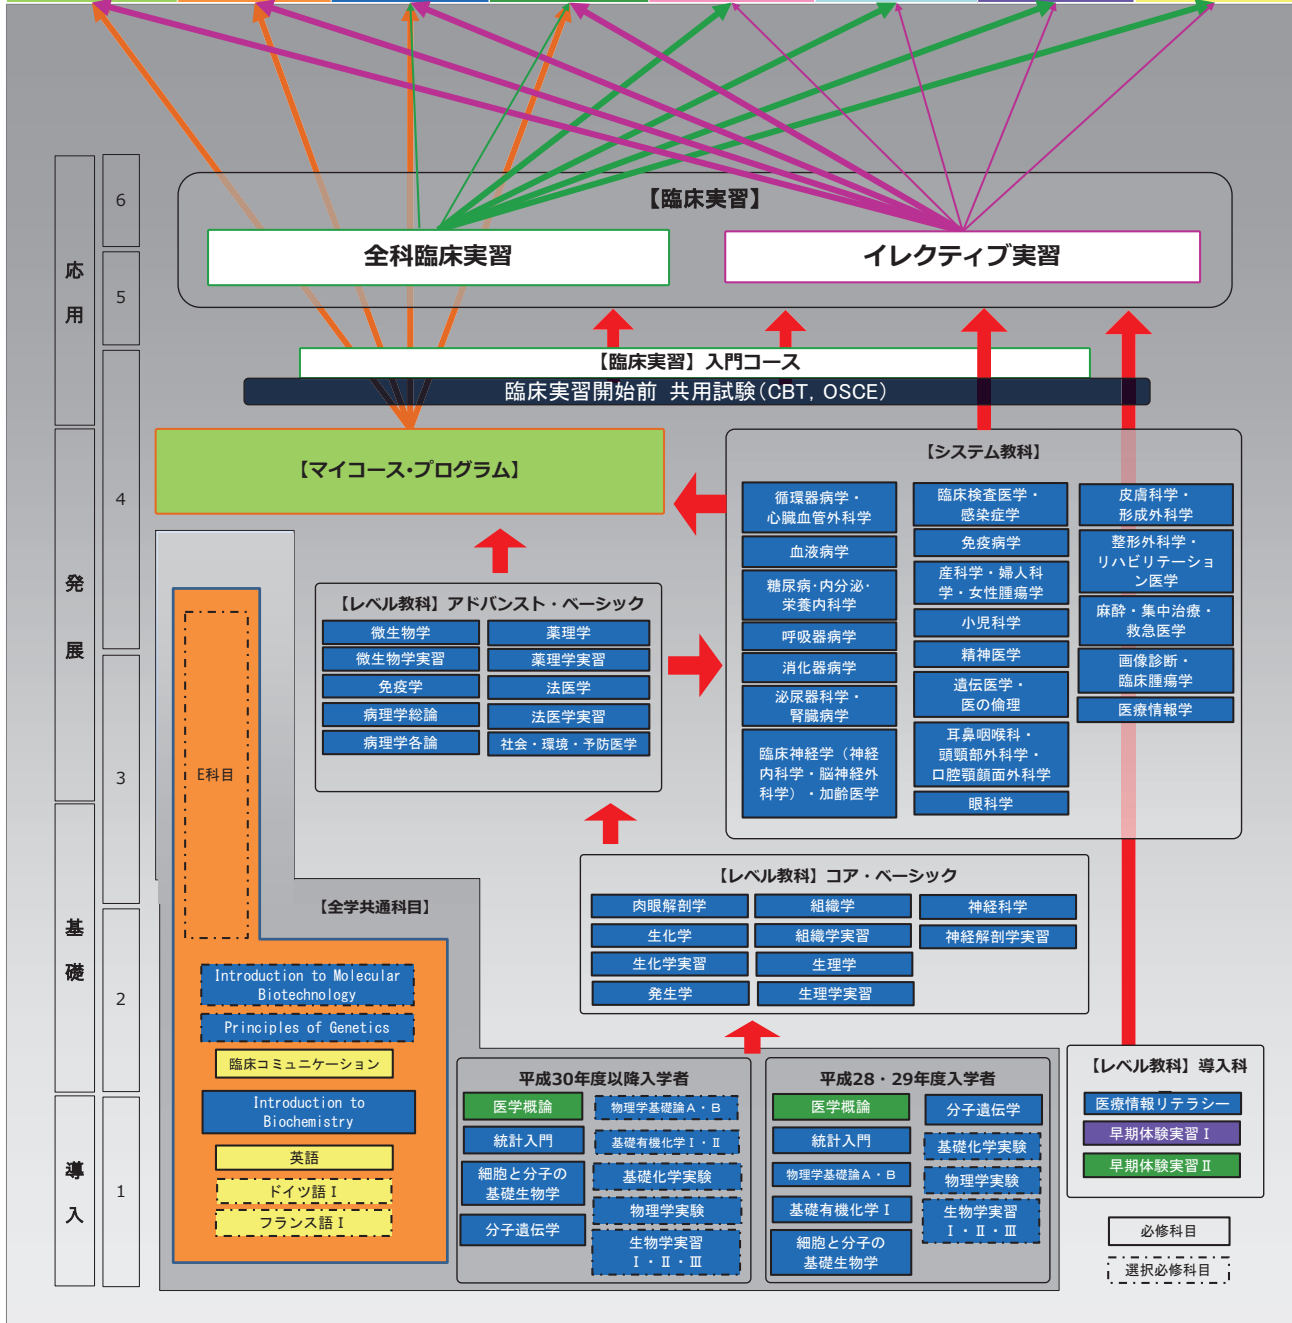 応
用
発
展
基
礎
導
入
6
5
4
3
2
1
【臨床実習】
全科臨床実習
イレクティブ実習
【臨床実習】入門コース
臨床実習開始前 共用試験(CBT, OSCE)
【マイコース・プログラム】
【システム教科】
循環器病学・
心臓血管外科学
血液病学
糖尿病・内分泌・
栄養内科学
呼吸器病学
消化器病学
泌尿器科学・
腎臓病学
臨床神経学（神経
内科学・脳神経外
科学）・加齢医学
臨床検査医学・
感染症学
免疫病学
産科学・婦人科
学・女性腫瘍学
小児科学
精神医学
遺伝医学・
医の倫理
耳鼻咽喉科・
頭頸部外科学・
口腔顎顔面外科学
眼科学
皮膚科学・
形成外科学
整形外科学・
リハビリテーショ
ン医学
麻酔・集中治療・
救急医学
画像診断・
臨床腫瘍学
医療情報学
【レベル教科】アドバンスト・ベーシック
微生物学
微生物学実習
免疫学
病理学総論
病理学各論
薬理学
薬理学実習
法医学
法医学実習
社会・環境・予防医学
【レベル教科】コア・ベーシック
肉眼解剖学
生化学
生化学実習
発生学
組織学
組織学実習
生理学
生理学実習
神経科学
神経解剖学実習
【全学共通科目】
E科目
Introduction to Molecular
Biotechnology
Principles of Genetics
臨床コミュニケーション
Introduction to
Biochemistry
英語
ドイツ語Ⅰ
フランス語Ⅰ
平成30年度以降入学者
医学概論
統計入門
細胞と分子の
基礎生物学
分子遺伝学
物理学基礎論A・B
基礎有機化学Ⅰ・Ⅱ
基礎化学実験
物理学実験
生物学実習
Ⅰ・Ⅱ・Ⅲ
平成28・29年度入学者
医学概論
統計入門
物理学基礎論A・B
基礎有機化学Ⅰ
細胞と分子の
基礎生物学
分子遺伝学
基礎化学実験
物理学実験
生物学実習
Ⅰ・Ⅱ・Ⅲ
【レベル教科】導入科
医療情報リテラシー
早期体験実習Ⅰ
早期体験実習Ⅱ
必修科目
選択必修科目